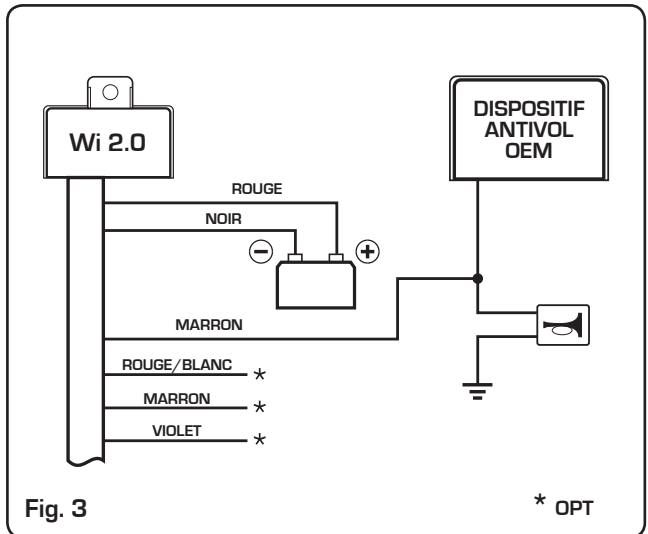 Wi 2.0
DISPOSITIF
ANTIVOL
OEM
ROUGE
NOIR
− +
MARRON
ROUGE/BLANC *
MARRON *
VIOLET *
Fig. 3
* OPT